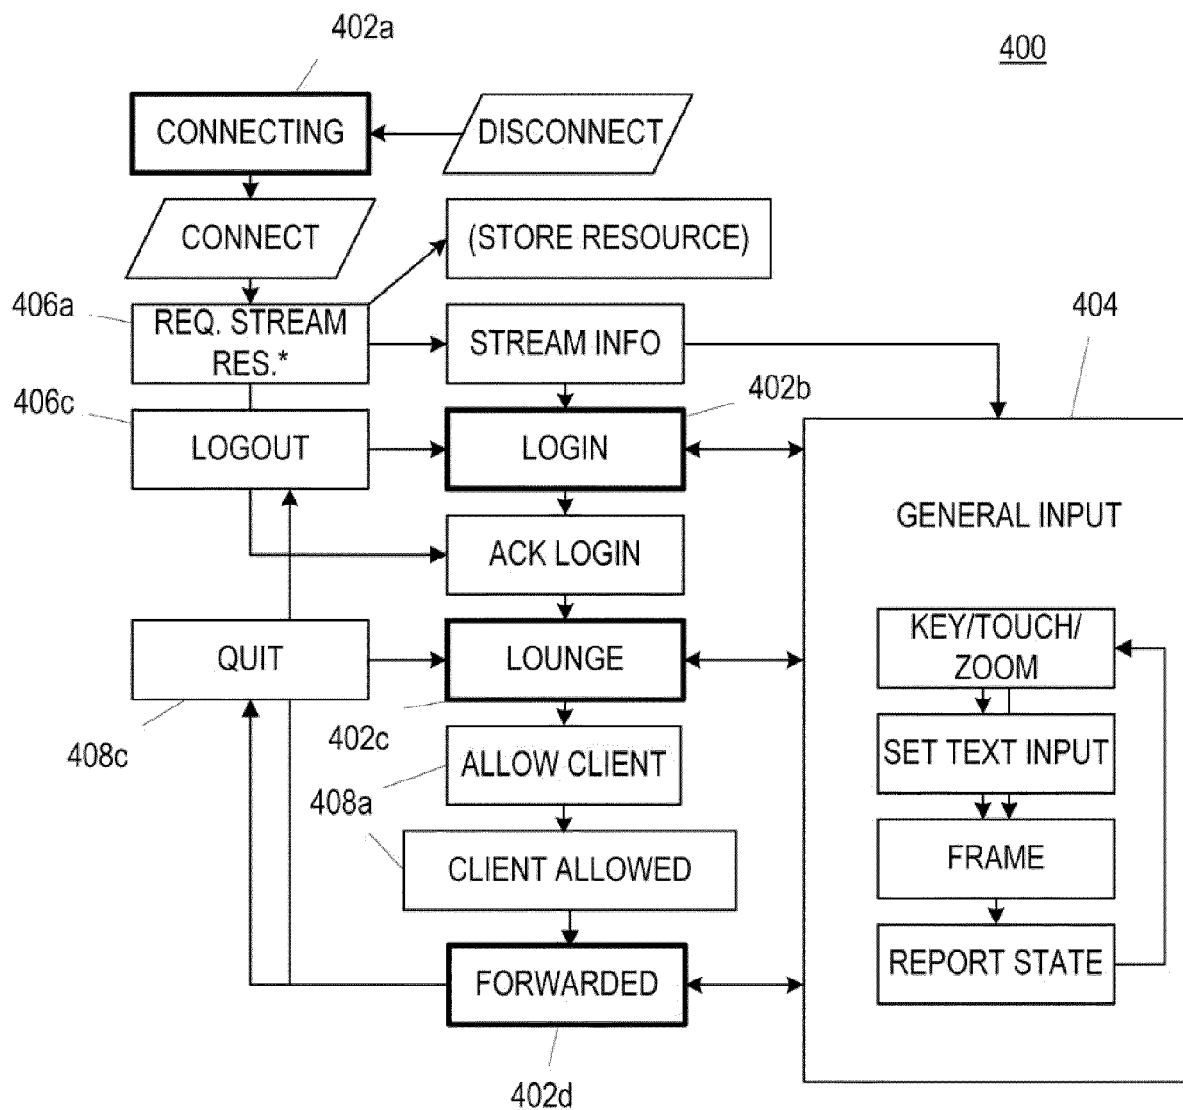 402a
400
CONNECTING
DISCONNECT
CONNECT
(STORE RESOURCE)
406a
REQ. STREAM
RES.*
STREAM INFO
404
406c
402b
LOGOUT
LOGIN
GENERAL INPUT
ACK LOGIN
KEY/TOUCH/
ZOOM
QUIT
LOUNGE
402c
408c
SET TEXT INPUT
ALLOW CLIENT
408a
FRAME
CLIENT ALLOWED
REPORT STATE
FORWARDED
402d